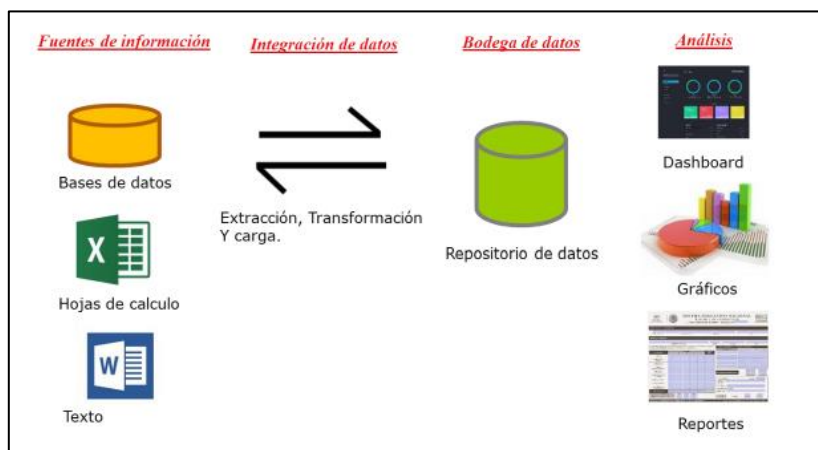 Fuentes de información
Integración de datos
Bodega de datos
Análisis
Bases de datos
X
Hojas de calculo
W
Texto
Extracción, Transformación
Y carga.
Repositorio de datos
Dashboard
Gráficos
Reportes